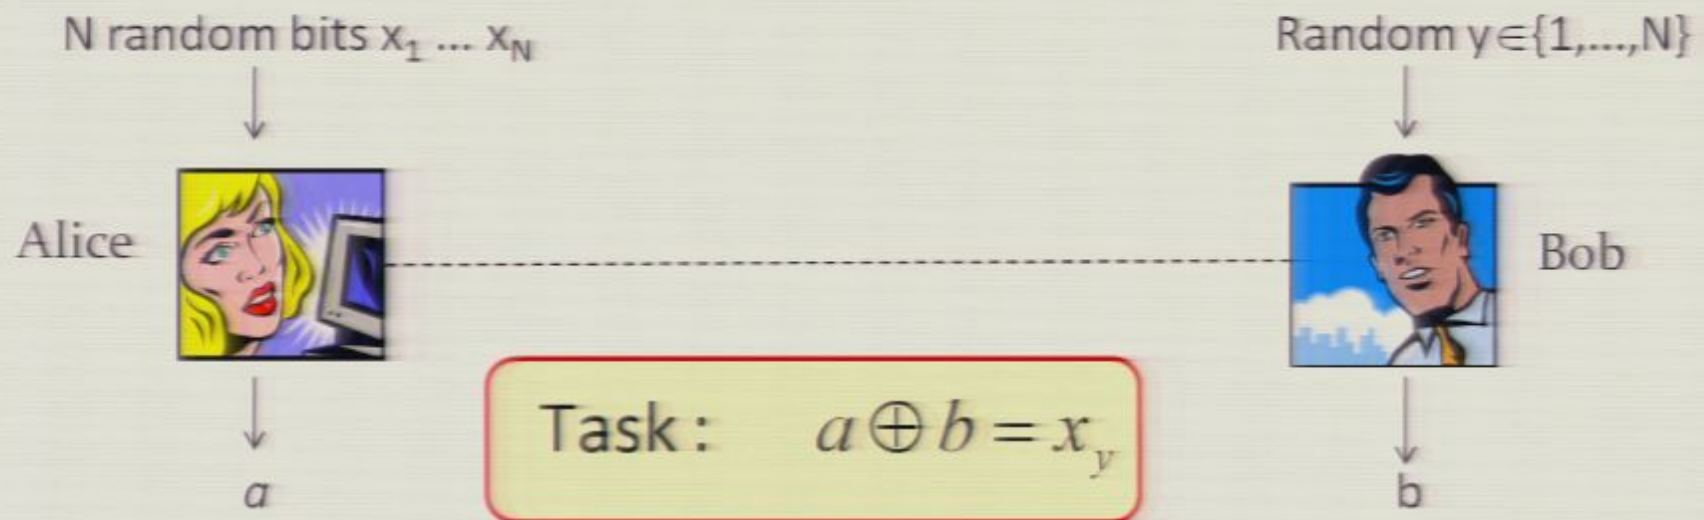 N random bits x₁ ... x_N
Random y∈{1,...,N}
Alice
Bob
Task : a⊕b = x_y
a
b